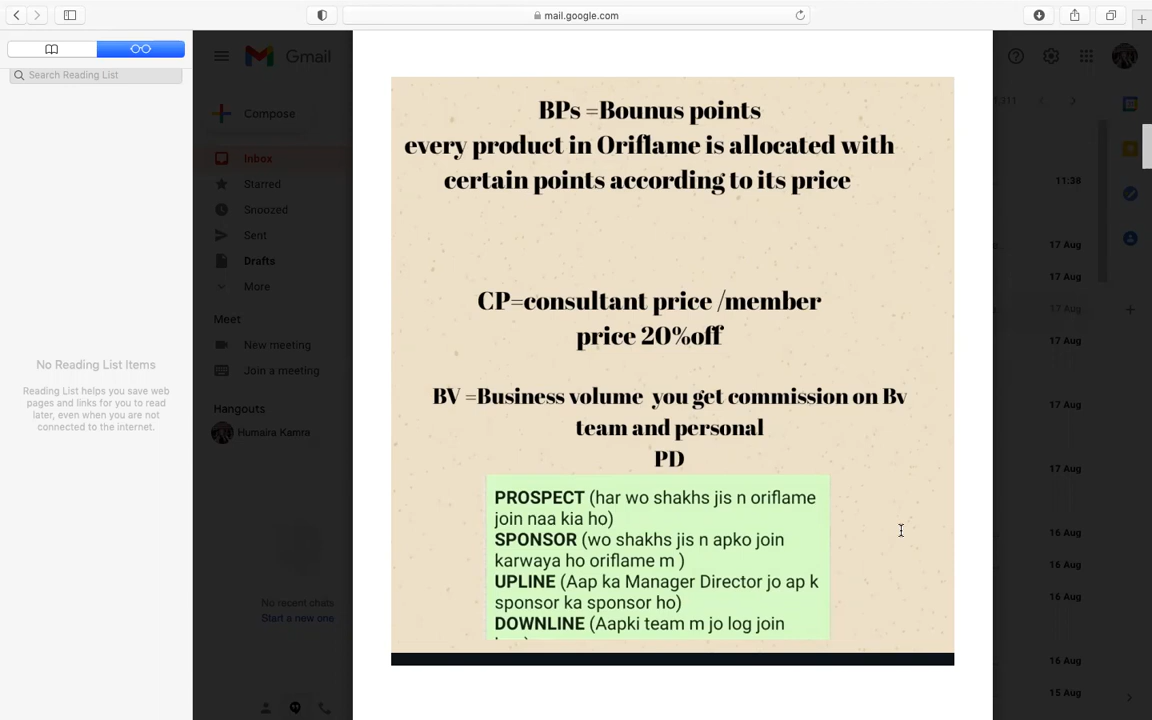 mail.google.com
Search Reading List
Gmail
Compose
Inbox
Starred
Snoozed
Sent
Drafts
More
Meet
New meeting
Join a meeting
Hangouts
Humaira Kamra
No recent chats
Start a new one
No Reading List Items
Reading List helps you save web
pages and links for you to read
later, even when you are not
connected to the internet.
BPs =Bounus points
every product in Oriflame is allocated with
certain points according to its price
CP=consultant price /member
price 20%off
BV =Business volume you get commission on Bv
team and personal
PD
PROSPECT (har wo shakhs jis n oriflame
join naa kia ho)
SPONSOR (wo shakhs jis n apko join
karwaya ho oriflame m )
UPLINE (Aap ka Manager Director jo ap k
sponsor ka sponsor ho)
DOWNLINE (Aapki team m jo log join
11:38
17 Aug
17 Aug
17 Aug
17 Aug
17 Aug
17 Aug
16 Aug
16 Aug
16 Aug
16 Aug
15 Aug